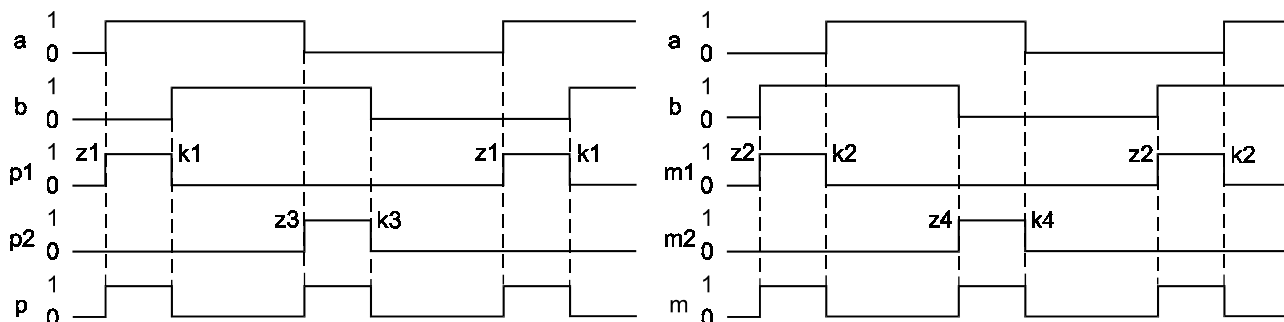 a 1 0
b 1 0
p1 1 0 z1 k1 z1 k1
p2 1 0 z3 k3
p 1 0
a 1 0
b 1 0
m1 1 0 z2 k2 z2 k2
m2 1 0 z4 k4
m 1 0